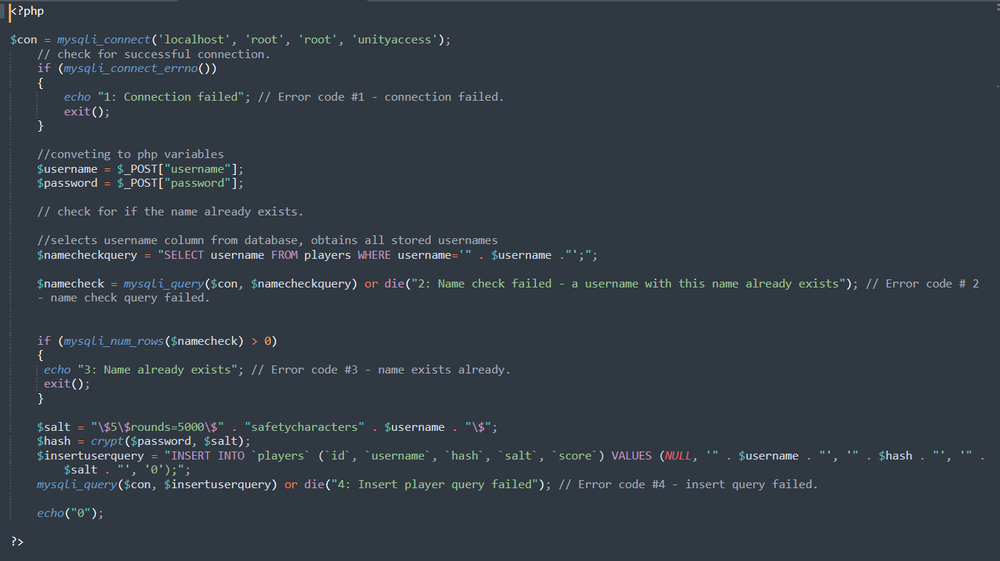 <?php
$con = mysqli_connect('localhost', 'root', 'root', 'unityaccess');
// check for successful connection.
if (mysqli_connect_errno())
{
echo "1: Connection failed"; // Error code #1 - connection failed.
exit();
}
//conveting to php variables
$username = $_POST["username"];
$password = $_POST["password"];
// check for if the name already exists.
//selects username column from database, obtains all stored usernames
$namecheckquery = "SELECT username FROM players WHERE username='" . $username ."';";
$namecheck = mysqli_query($con, $namecheckquery) or die("2: Name check failed - a username with this name already exists"); // Error code # 2
- name check query failed.
if (mysqli_num_rows($namecheck) > 0)
{
echo "3: Name already exists"; // Error code #3 - name exists already.
exit();
}
$salt = "\$5\$rounds=5000\$" . "safetycharacters" . $username . "\$";
$hash = crypt($password, $salt);
$insertuserquery = "INSERT INTO `players` (`id`, `username`, `hash`, `salt`, `score`) VALUES (NULL, '" . $username . "', '" . $hash . "', '" .
$salt . "', '0');";
mysqli_query($con, $insertuserquery) or die("4: Insert player query failed"); // Error code #4 - insert query failed.
echo("0");
?>